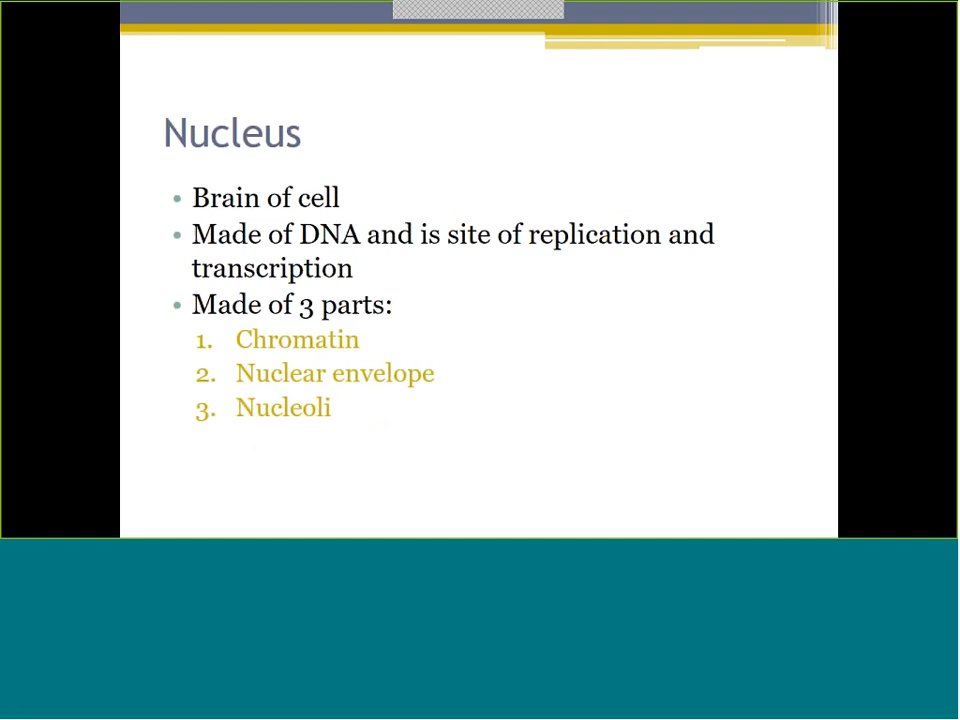 Nucleus
• Brain of cell
• Made of DNA and is site of replication and
transcription
• Made of 3 parts:
1. Chromatin
2. Nuclear envelope
3. Nucleoli